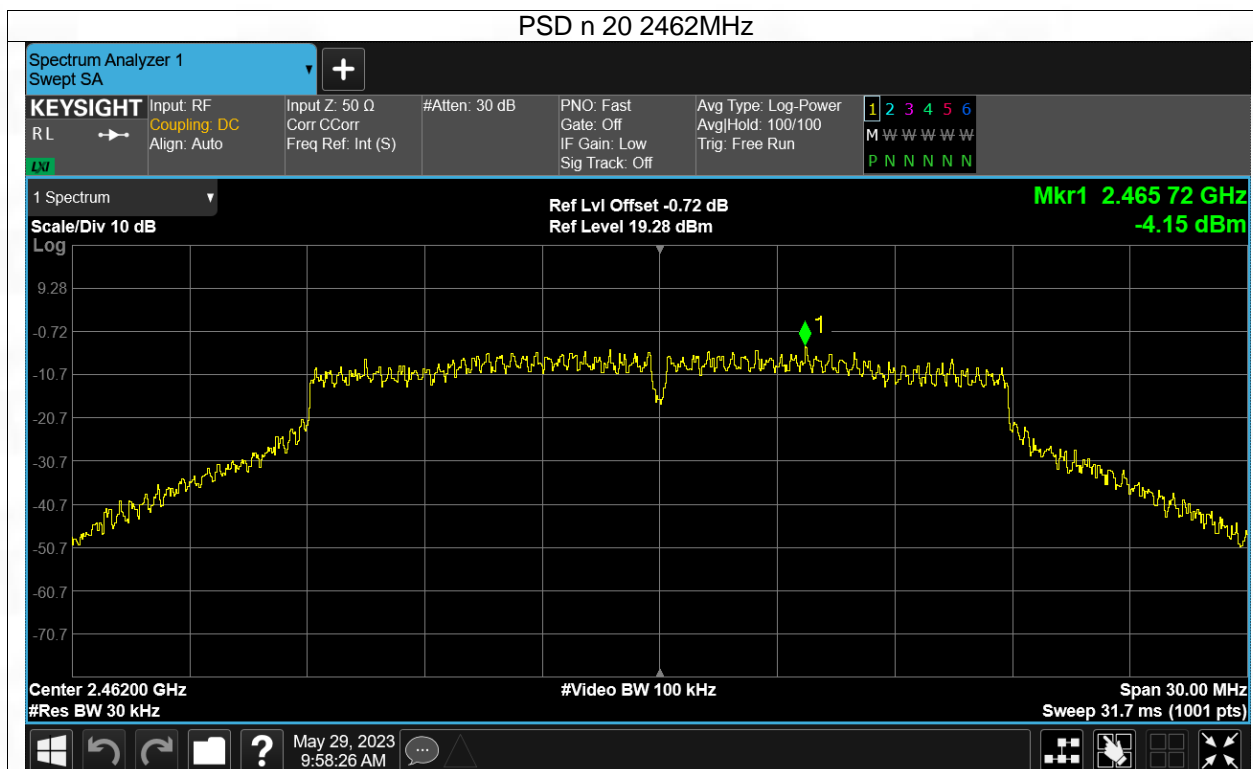 PSD n 20 2462MHz
Spectrum Analyzer 1
Swept SA
KEYSIGHT
R L
LXI
Input: RF
Coupling: DC
Align: Auto
Input Z: 50 Ω
Corr CCorr
Freq Ref: Int (S)
#Atten: 30 dB
PNO: Fast
Gate: Off
IF Gain: Low
Sig Track: Off
Avg Type: Log-Power
Avg|Hold: 100/100
Trig: Free Run
1 2 3 4 5 6
M W W W W W
P N N N N N
1 Spectrum
Scale/Div 10 dB
Log
Ref Lvl Offset -0.72 dB
Ref Level 19.28 dBm
Mkr1 2.465 72 GHz
-4.15 dBm
1
9.28
-0.72
-10.7
-20.7
-30.7
-40.7
-50.7
-60.7
-70.7
Center 2.46200 GHz
#Res BW 30 kHz
#Video BW 100 kHz
Span 30.00 MHz
Sweep 31.7 ms (1001 pts)
?
May 29, 2023
9:58:26 AM